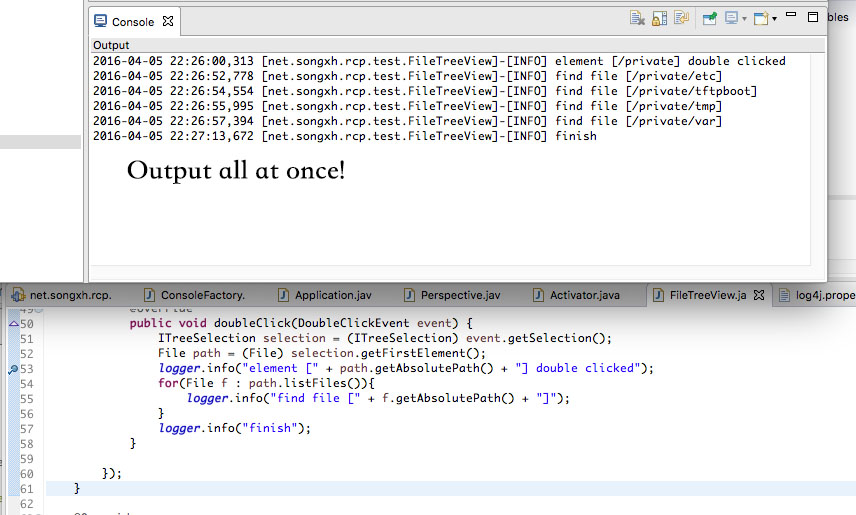 Console
bles
Output
2016-04-05 22:26:00,313 [net.songxh.rcp.test.FileTreeView]-[INFO] element [/private] double clicked
2016-04-05 22:26:52,778 [net.songxh.rcp.test.FileTreeView]-[INFO] find file [/private/etc]
2016-04-05 22:26:54,554 [net.songxh.rcp.test.FileTreeView]-[INFO] find file [/private/tftpboot]
2016-04-05 22:26:55,995 [net.songxh.rcp.test.FileTreeView]-[INFO] find file [/private/tmp]
2016-04-05 22:26:57,394 [net.songxh.rcp.test.FileTreeView]-[INFO] find file [/private/var]
2016-04-05 22:27:13,672 [net.songxh.rcp.test.FileTreeView]-[INFO] finish
Output all at once!
net.songxh.rcp. ConsoleFactory. Application.jav Perspective.jav Activator.java FileTreeView.ja log4j.prope
50 public void doubleClick(DoubleClickEvent event) {
51 ITreeSelection selection = (ITreeSelection) event.getSelection();
52 File path = (File) selection.getFirstElement();
53 logger.info("element [" + path.getAbsolutePath() + "] double clicked");
54 for(File f : path.listFiles()){
55 logger.info("find file [" + f.getAbsolutePath() + "]");
56 }
57 logger.info("finish");
58 }
59
60 });
61 }
62